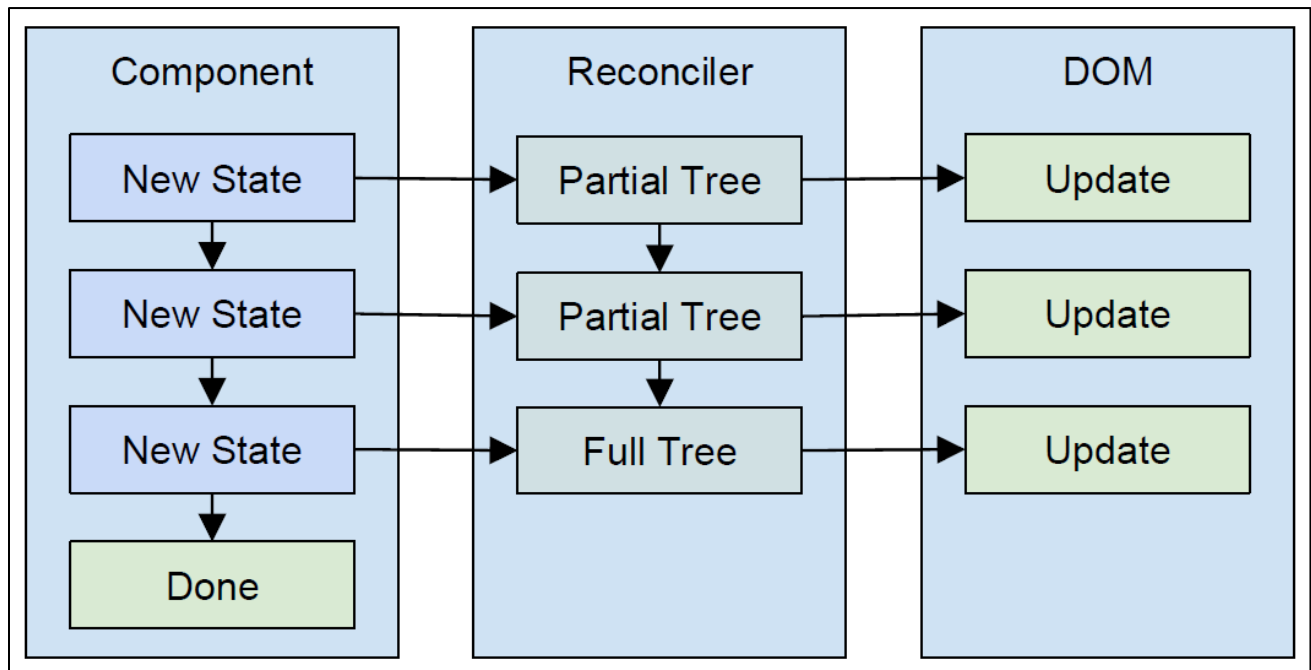 Component
Reconciler
DOM
New State
Partial Tree
Update
New State
Partial Tree
Update
New State
Full Tree
Update
Done